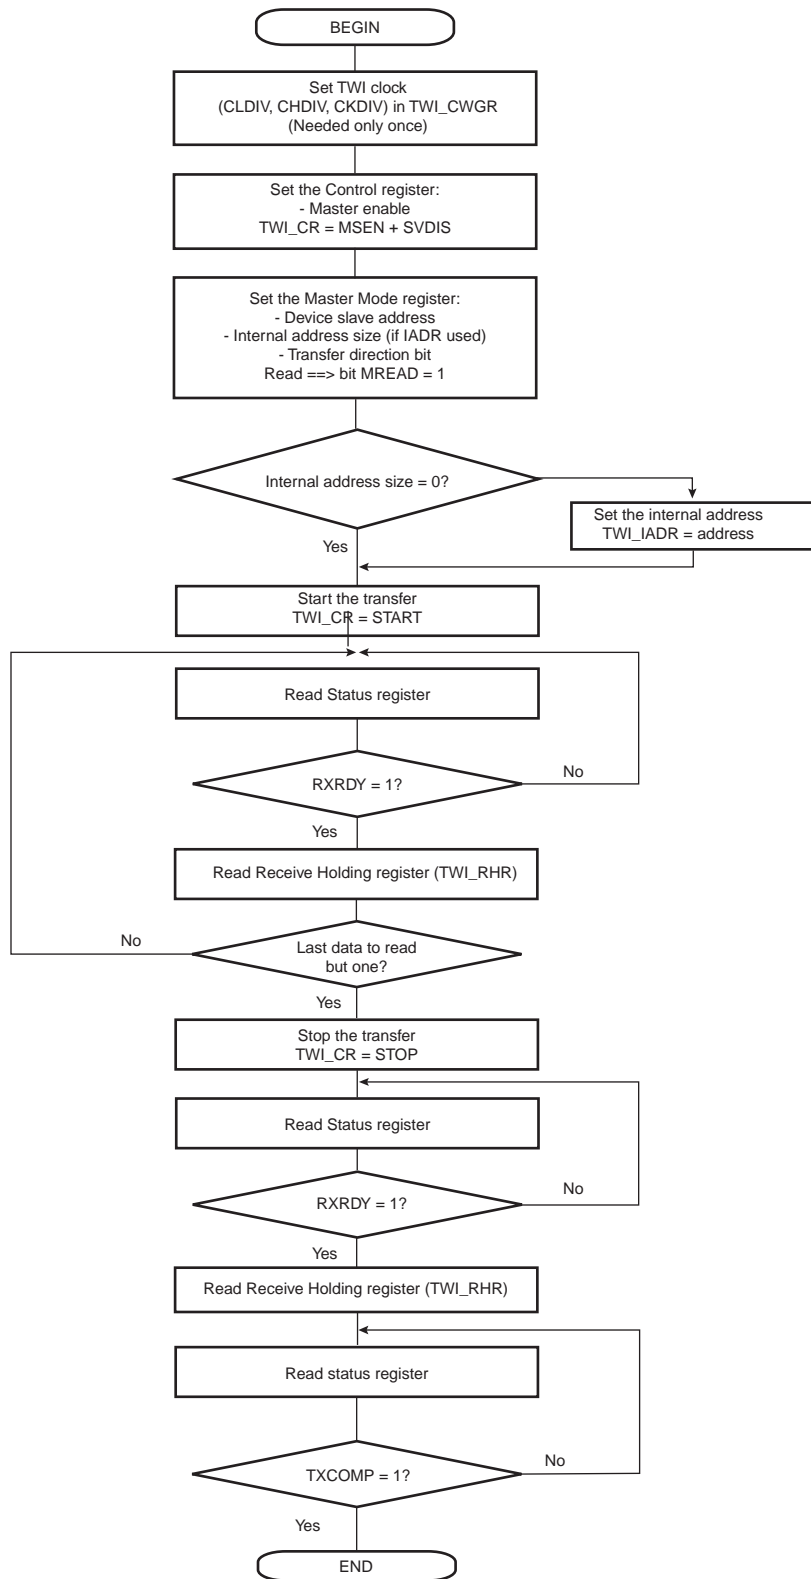 BEGIN
Set TWI clock
(CLDIV, CHDIV, CKDIV) in TWI_CWGR
(Needed only once)
Set the Control register:
- Master enable
TWI_CR = MSEN + SVDIS
Set the Master Mode register:
- Device slave address
- Internal address size (if IADR used)
- Transfer direction bit
Read ==> bit MREAD = 1
Internal address size = 0?
Set the internal address
TWI_IADR = address
Yes
Start the transfer
TWI_CR = START
Read Status register
RXRDY = 1?
No
Yes
Read Receive Holding register (TWI_RHR)
No
Last data to read
but one?
Yes
Stop the transfer
TWI_CR = STOP
Read Status register
RXRDY = 1?
No
Yes
Read Receive Holding register (TWI_RHR)
Read status register
TXCOMP = 1?
No
Yes
END